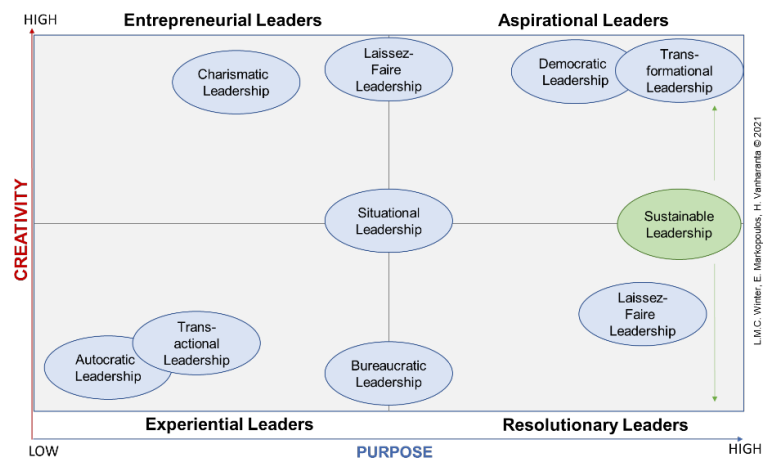 HIGH
Entrepreneurial Leaders
Aspirational Leaders
Charismatic
Leadership
Laissez-
Faire
Leadership
Democratic
Leadership
Trans-
formational
Leadership
CREATIVITY
Situational
Leadership
Sustainable
Leadership
Laissez-
Faire
Leadership
Trans-
actional
Leadership
Autocratic
Leadership
Bureaucratic
Leadership
Experiential Leaders
Resolutionary Leaders
LOW
PURPOSE
HIGH
L.M.C. Winter, E. Markopoulos, H. Vanharanta © 2021